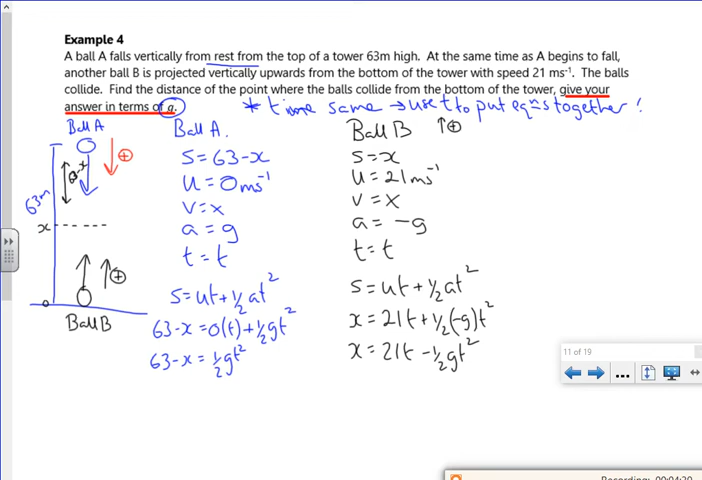 Example 4
A ball A falls vertically from rest from the top of a tower 63m high. At the same time as A begins to fall,
another ball B is projected vertically upwards from the bottom of the tower with speed 21 ms⁻¹. The balls
collide. Find the distance of the point where the balls collide from the bottom of the tower, give your
answer in terms of g.
* time same → use t to put eqⁿs together!
Ball A
+
63-x
63m
x
0
+
Ball B
Ball A.
S = 63-x
u = 0ms⁻¹
v = x
a = g
t = t
S = ut + ½at²
63-x = 0(t) + ½gt²
63-x = ½gt²
Ball B ↑+
S = x
u = 21ms⁻¹
v = x
a = -g
t = t
S = ut + ½at²
x = 21t + ½(-g)t²
x = 21t - ½gt²
11 of 19
...